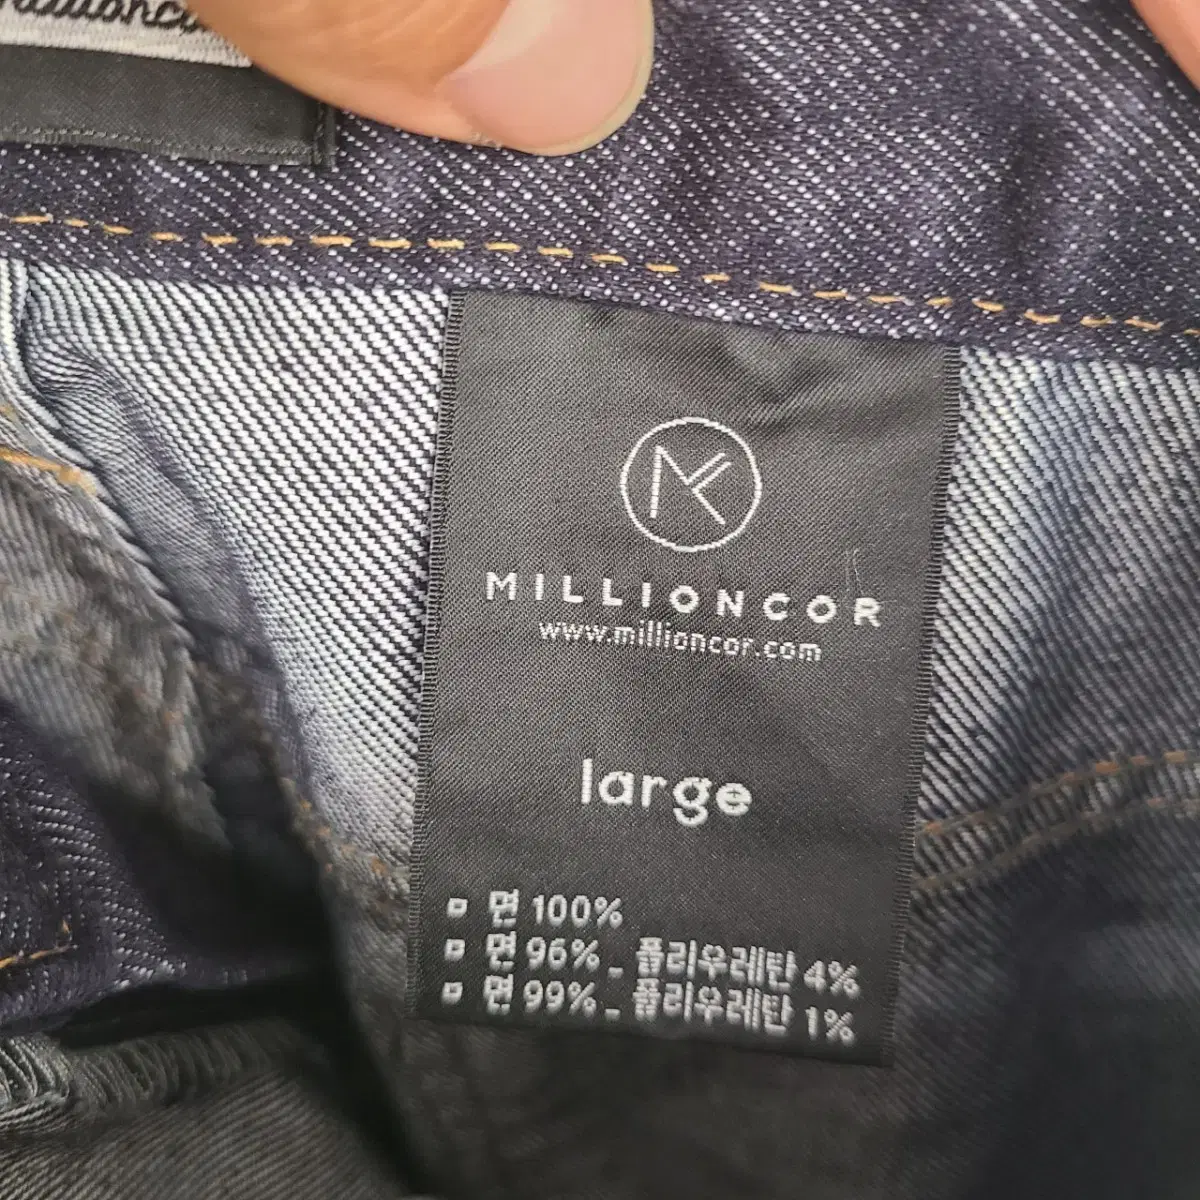 millioncor
MILLIONCOR
www.millioncor.com
large
▫ 면 100%
▫ 면 96% _ 폴리우레탄 4%
▫ 면 99% _ 폴리우레탄 1%